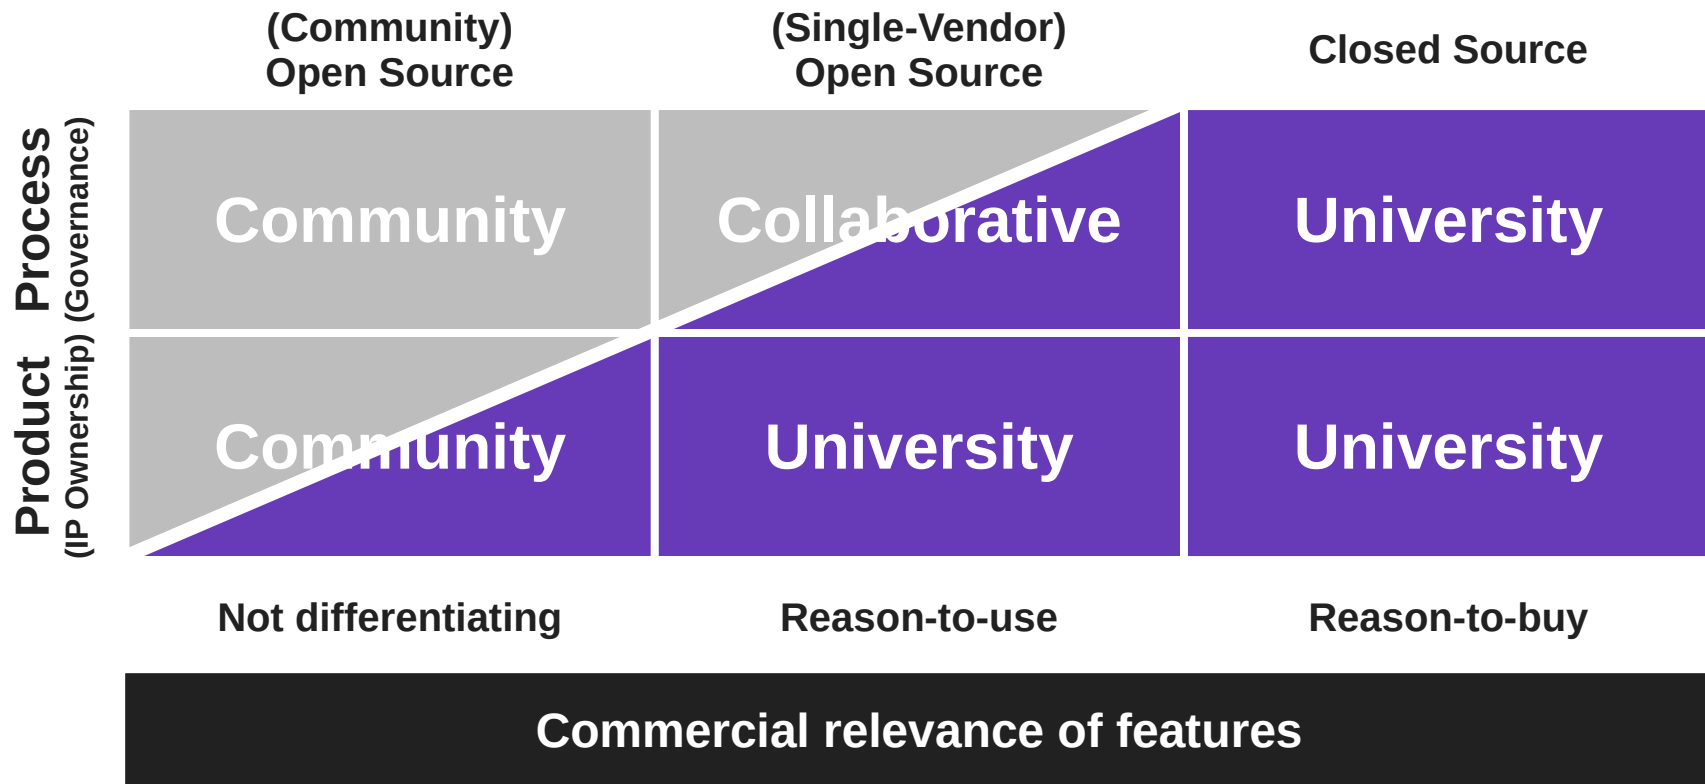 (Community)
Open Source
(Single-Vendor)
Open Source
Closed Source
Process
(Governance)
Community
Collaborative
University
Product
(IP Ownership)
Community
University
University
Not differentiating
Reason-to-use
Reason-to-buy
Commercial relevance of features